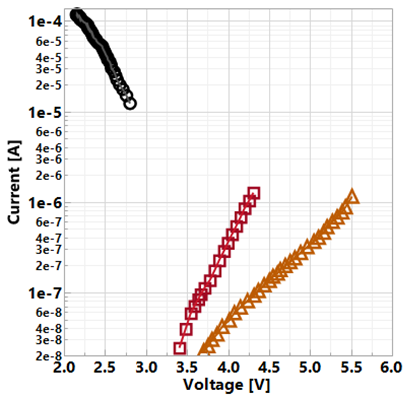 1e-4
6e-5
5e-5
3e-5
2e-5
1e-5
6e-6
4e-6
3e-6
2e-6
1e-6
6e-7
4e-7
3e-7
2e-7
1e-7
6e-8
4e-8
3e-8
2e-8
Current [A]
2.0 2.5 3.0 3.5 4.0 4.5 5.0 5.5 6.0
Voltage [V]